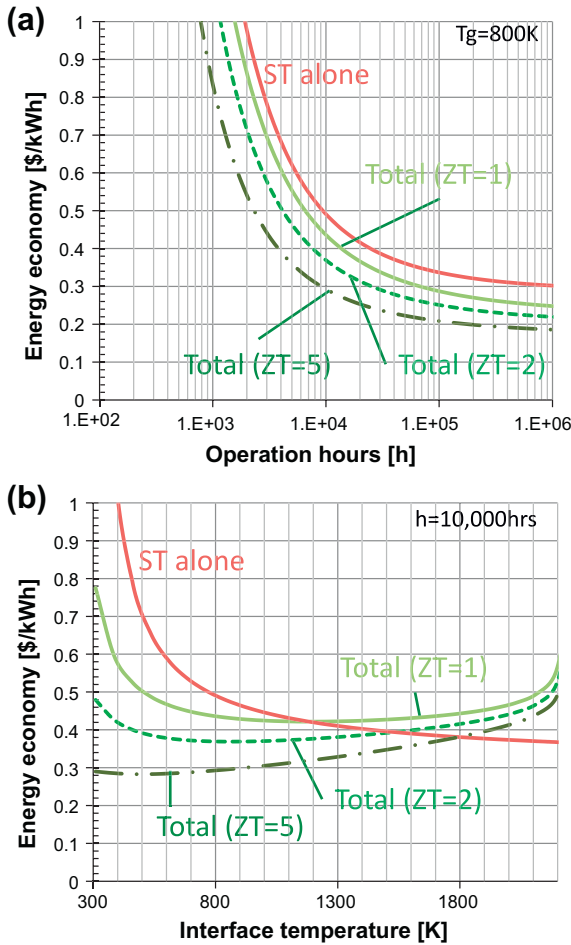 (a)
Tg=800K
ST alone
Total (ZT=1)
Total (ZT=5)
Total (ZT=2)
Energy economy [$/kWh]
1
0.9
0.8
0.7
0.6
0.5
0.4
0.3
0.2
0.1
0
1.E+02
1.E+03
1.E+04
1.E+05
1.E+06
Operation hours [h]
(b)
h=10,000hrs
ST alone
Total (ZT=1)
Total (ZT=2)
Total (ZT=5)
Energy economy [$/kWh]
1
0.9
0.8
0.7
0.6
0.5
0.4
0.3
0.2
0.1
0
300
800
1300
1800
Interface temperature [K]